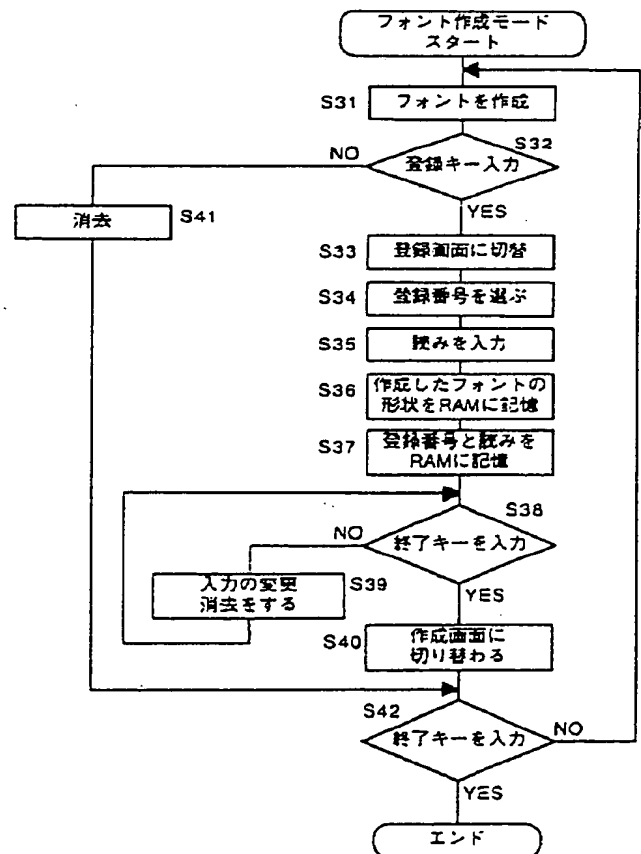 フォント作成モード
スタート
S31
フォントを作成
S32
NO
登録キー入力
消去
S41
YES
S33
登録画面に切替
S34
登録番号を選ぶ
S35
読みを入力
S36
作成したフォントの
形状をRAMに記憶
S37
登録番号と読みを
RAMに記憶
S38
NO
終了キーを入力
入力の変更
消去をする
S39
YES
S40
作成画面に
切り替わる
S42
終了キーを入力
NO
YES
エンド